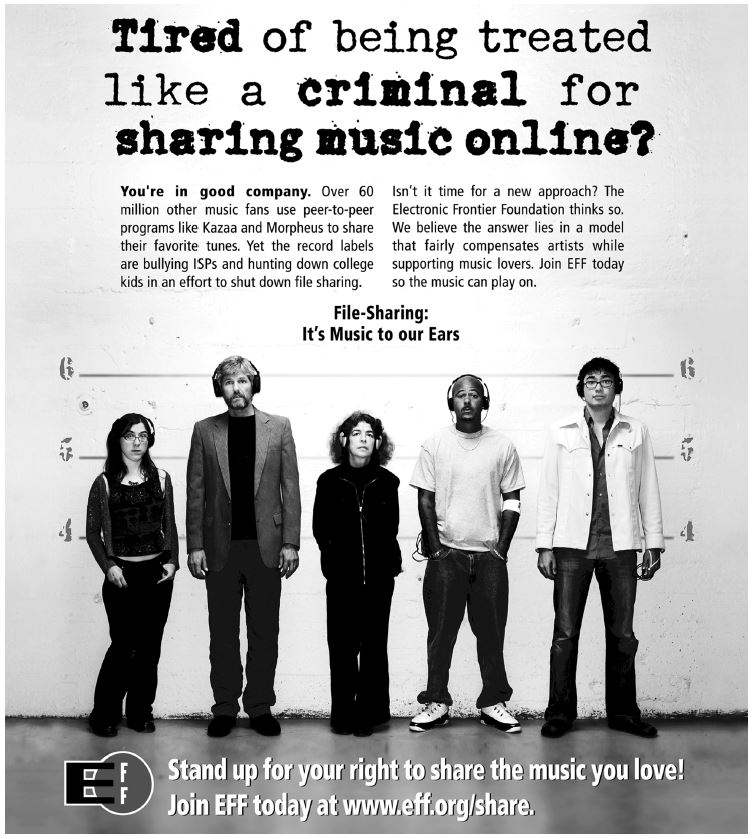 Tired of being treated
like a criminal for
sharing music online?
You're in good company. Over 60
million other music fans use peer-to-peer
programs like Kazaa and Morpheus to share
their favorite tunes. Yet the record labels
are bullying ISPs and hunting down college
kids in an effort to shut down file sharing.
Isn't it time for a new approach? The
Electronic Frontier Foundation thinks so.
We believe the answer lies in a model
that fairly compensates artists while
supporting music lovers. Join EFF today
so the music can play on.
File-Sharing:
It's Music to our Ears
6 6
5 5
4 4
EFF
Stand up for your right to share the music you love!
Join EFF today at www.eff.org/share.